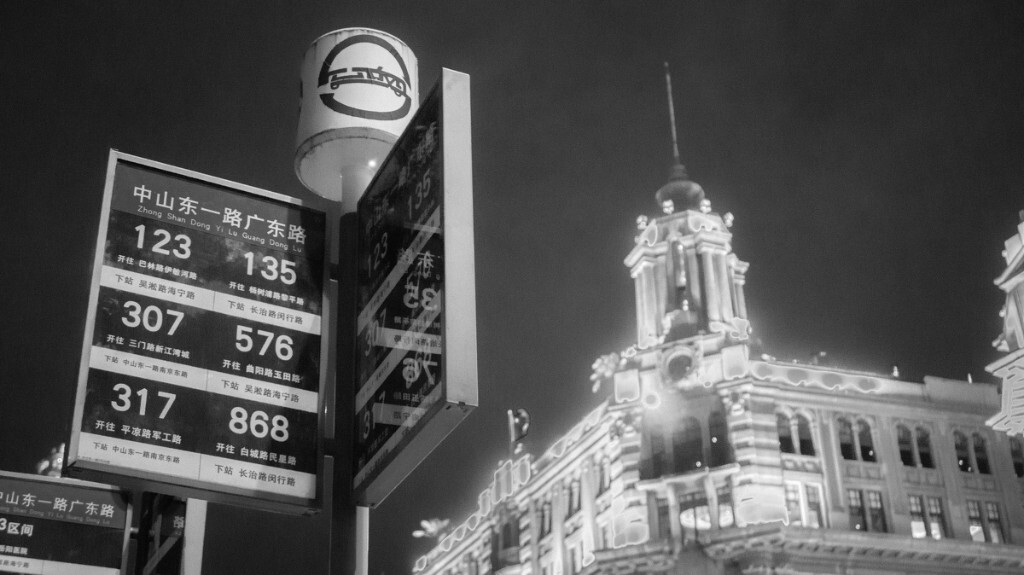 中山东一路广东路
Zhong Shan Dong Yi Lu Guang Dong Lu
123
开往 巴林路伊敏河路
下站 吴淞路海宁路
135
开往 杨树浦路黎平路
下站 长治路闵行路
307
开往 三门路新江湾城
下站 中山东一路南京东路
576
开往 曲阳路玉田路
下站 吴淞路海宁路
317
开往 平凉路军工路
下站 中山东一路南京东路
868
开往 白城路民星路
下站 长治路闵行路
中山东一路广东路
3区间